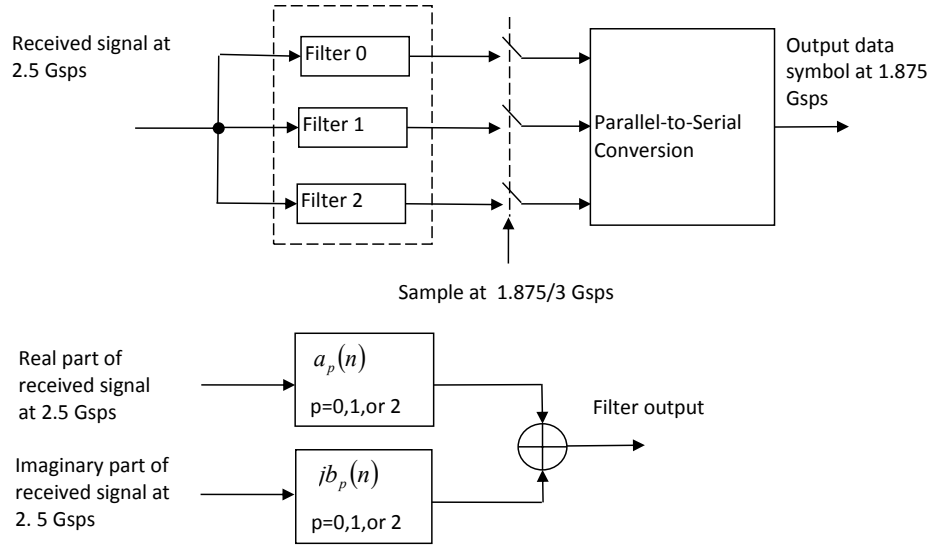 Received signal at
2.5 Gsps
Filter 0
Filter 1
Filter 2
Parallel-to-Serial
Conversion
Output data
symbol at 1.875
Gsps
Sample at 1.875/3 Gsps
Real part of
received signal
at 2.5 Gsps
a_p(n)
p=0,1,or 2
Filter output
Imaginary part of
received signal at
2. 5 Gsps
jb_p(n)
p=0,1,or 2